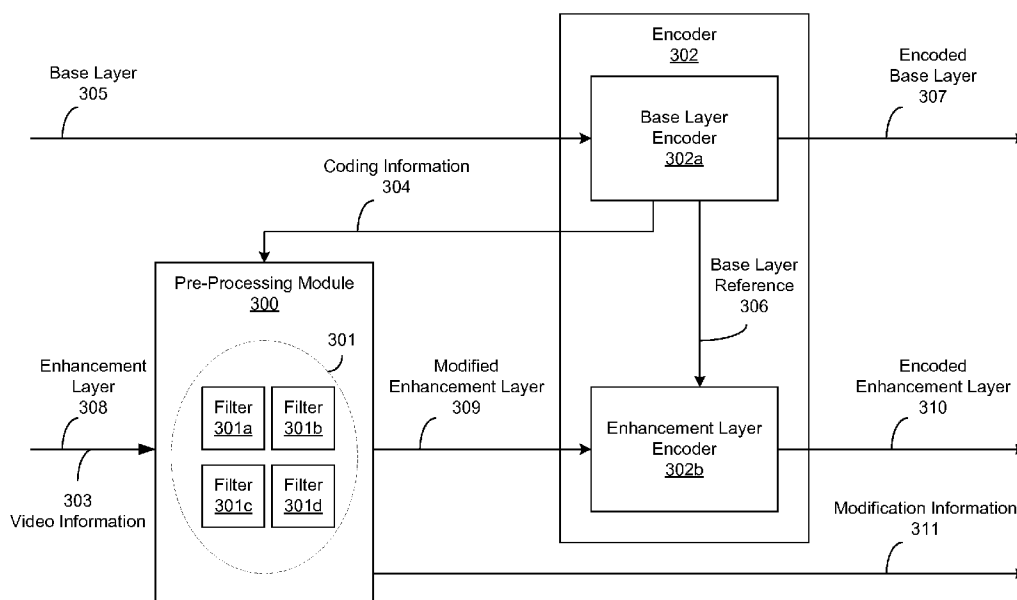 Encoder
302
Base Layer
305
Encoded
Base Layer
307
Base Layer
Encoder
302a
Coding Information
304
Pre-Processing Module
300
Base Layer
Reference
306
301
Enhancement
Layer
308
Modified
Enhancement Layer
309
Encoded
Enhancement Layer
310
Filter
301a
Filter
301b
Enhancement Layer
Encoder
302b
Filter
301c
Filter
301d
303
Video Information
Modification Information
311